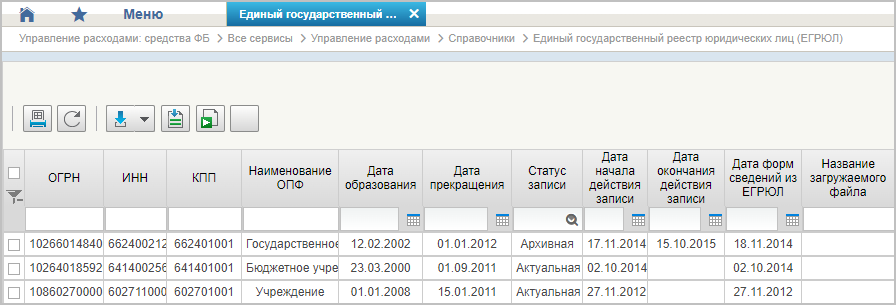 Меню Единый государственный ...
Управление расходами: средства ФБ Все сервисы Управление расходами Справочники Единый государственный реестр юридических лиц (ЕГРЮЛ)
ОГРН ИНН КПП Наименование ОПФ Дата образования Дата прекращения Статус записи Дата начала действия записи Дата окончания действия записи Дата форм сведений из ЕГРЮЛ Название загружаемого файла
10266014840 662400212 662401001 Государственное 12.02.2002 01.01.2012 Архивная 17.11.2014 15.10.2015 18.11.2014
10264018592 641400256 641401001 Бюджетное учре 23.03.2000 01.09.2011 Актуальная 02.10.2014 02.10.2014
10860270000 602711000 602701001 Учреждение 01.01.2008 15.01.2011 Актуальная 27.11.2012 27.11.2012